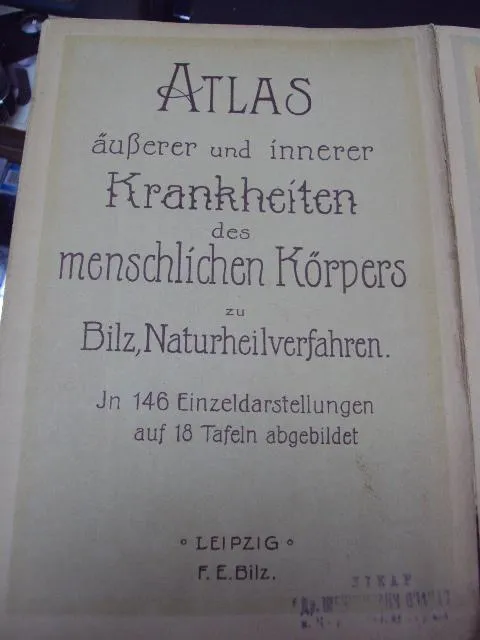 ATLAS
äußerer und innerer
Krankheiten
des
menschlichen Körpers
zu
Bilz, Naturheilverfahren.
Jn 146 Einzeldarstellungen
auf 18 Tafeln abgebildet
LEIPZIG
F. E. Bilz.